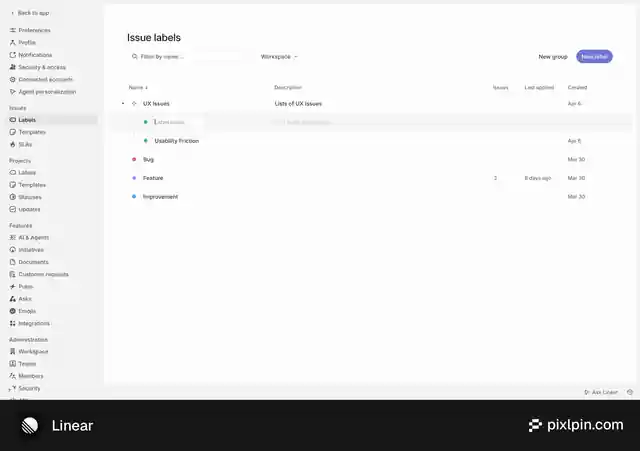 Back to app
Preferences
Profile
Notifications
Security & access
Connected accounts
Agent personalization
Issues
Labels
Templates
SLAs
Projects
Labels
Templates
Statuses
Updates
Features
AI & Agents
Initiatives
Documents
Customer requests
Pulse
Asks
Emojis
Integrations
Administration
Workspace
Teams
Members
Security
Issue labels
Filter by name...
Workspace
New group
New label
Name
Description
Issues
Last applied
Created
UX Issues
Lists of UX issues
Apr 6
Label name
Usability Friction
Apr 6
Bug
Mar 30
Feature
2
8 days ago
Mar 30
Improvement
Mar 30
Ask Linear
Linear
pixlpin.com